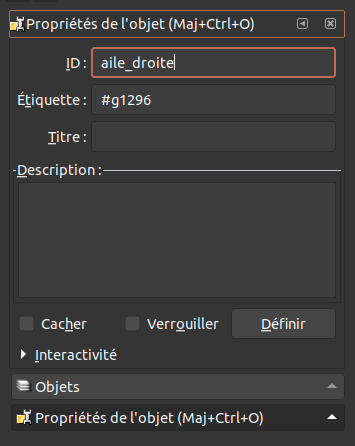 Propriétés de l'objet (Maj+Ctrl+O)
ID : aile_droite
Étiquette : #g1296
Titre :
Description :
Cacher Verrouiller Définir
Interactivité
Objets
Propriétés de l'objet (Maj+Ctrl+O)